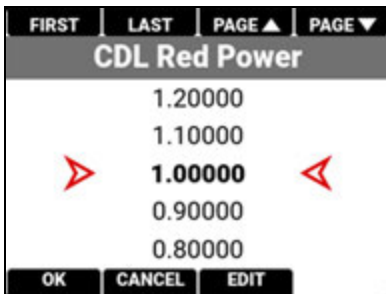 FIRST LAST PAGE▲ PAGE▼
CDL Red Power
1.20000
1.10000
1.00000
0.90000
0.80000
OK CANCEL EDIT